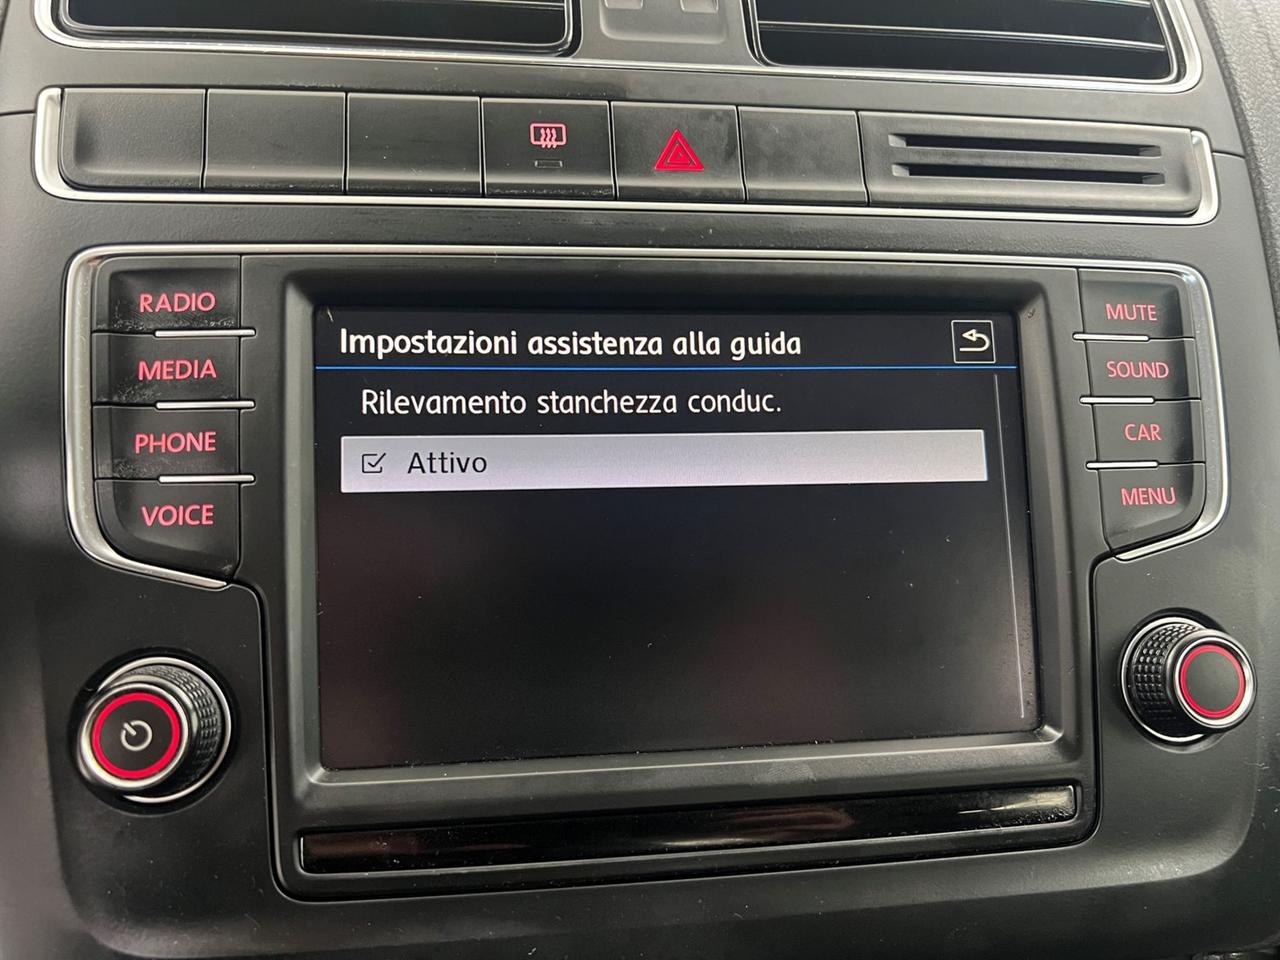 RADIO
MEDIA
PHONE
VOICE
Impostazioni assistenza alla guida
Rilevamento stanchezza conduc.
Attivo
MUTE
SOUND
CAR
MENU